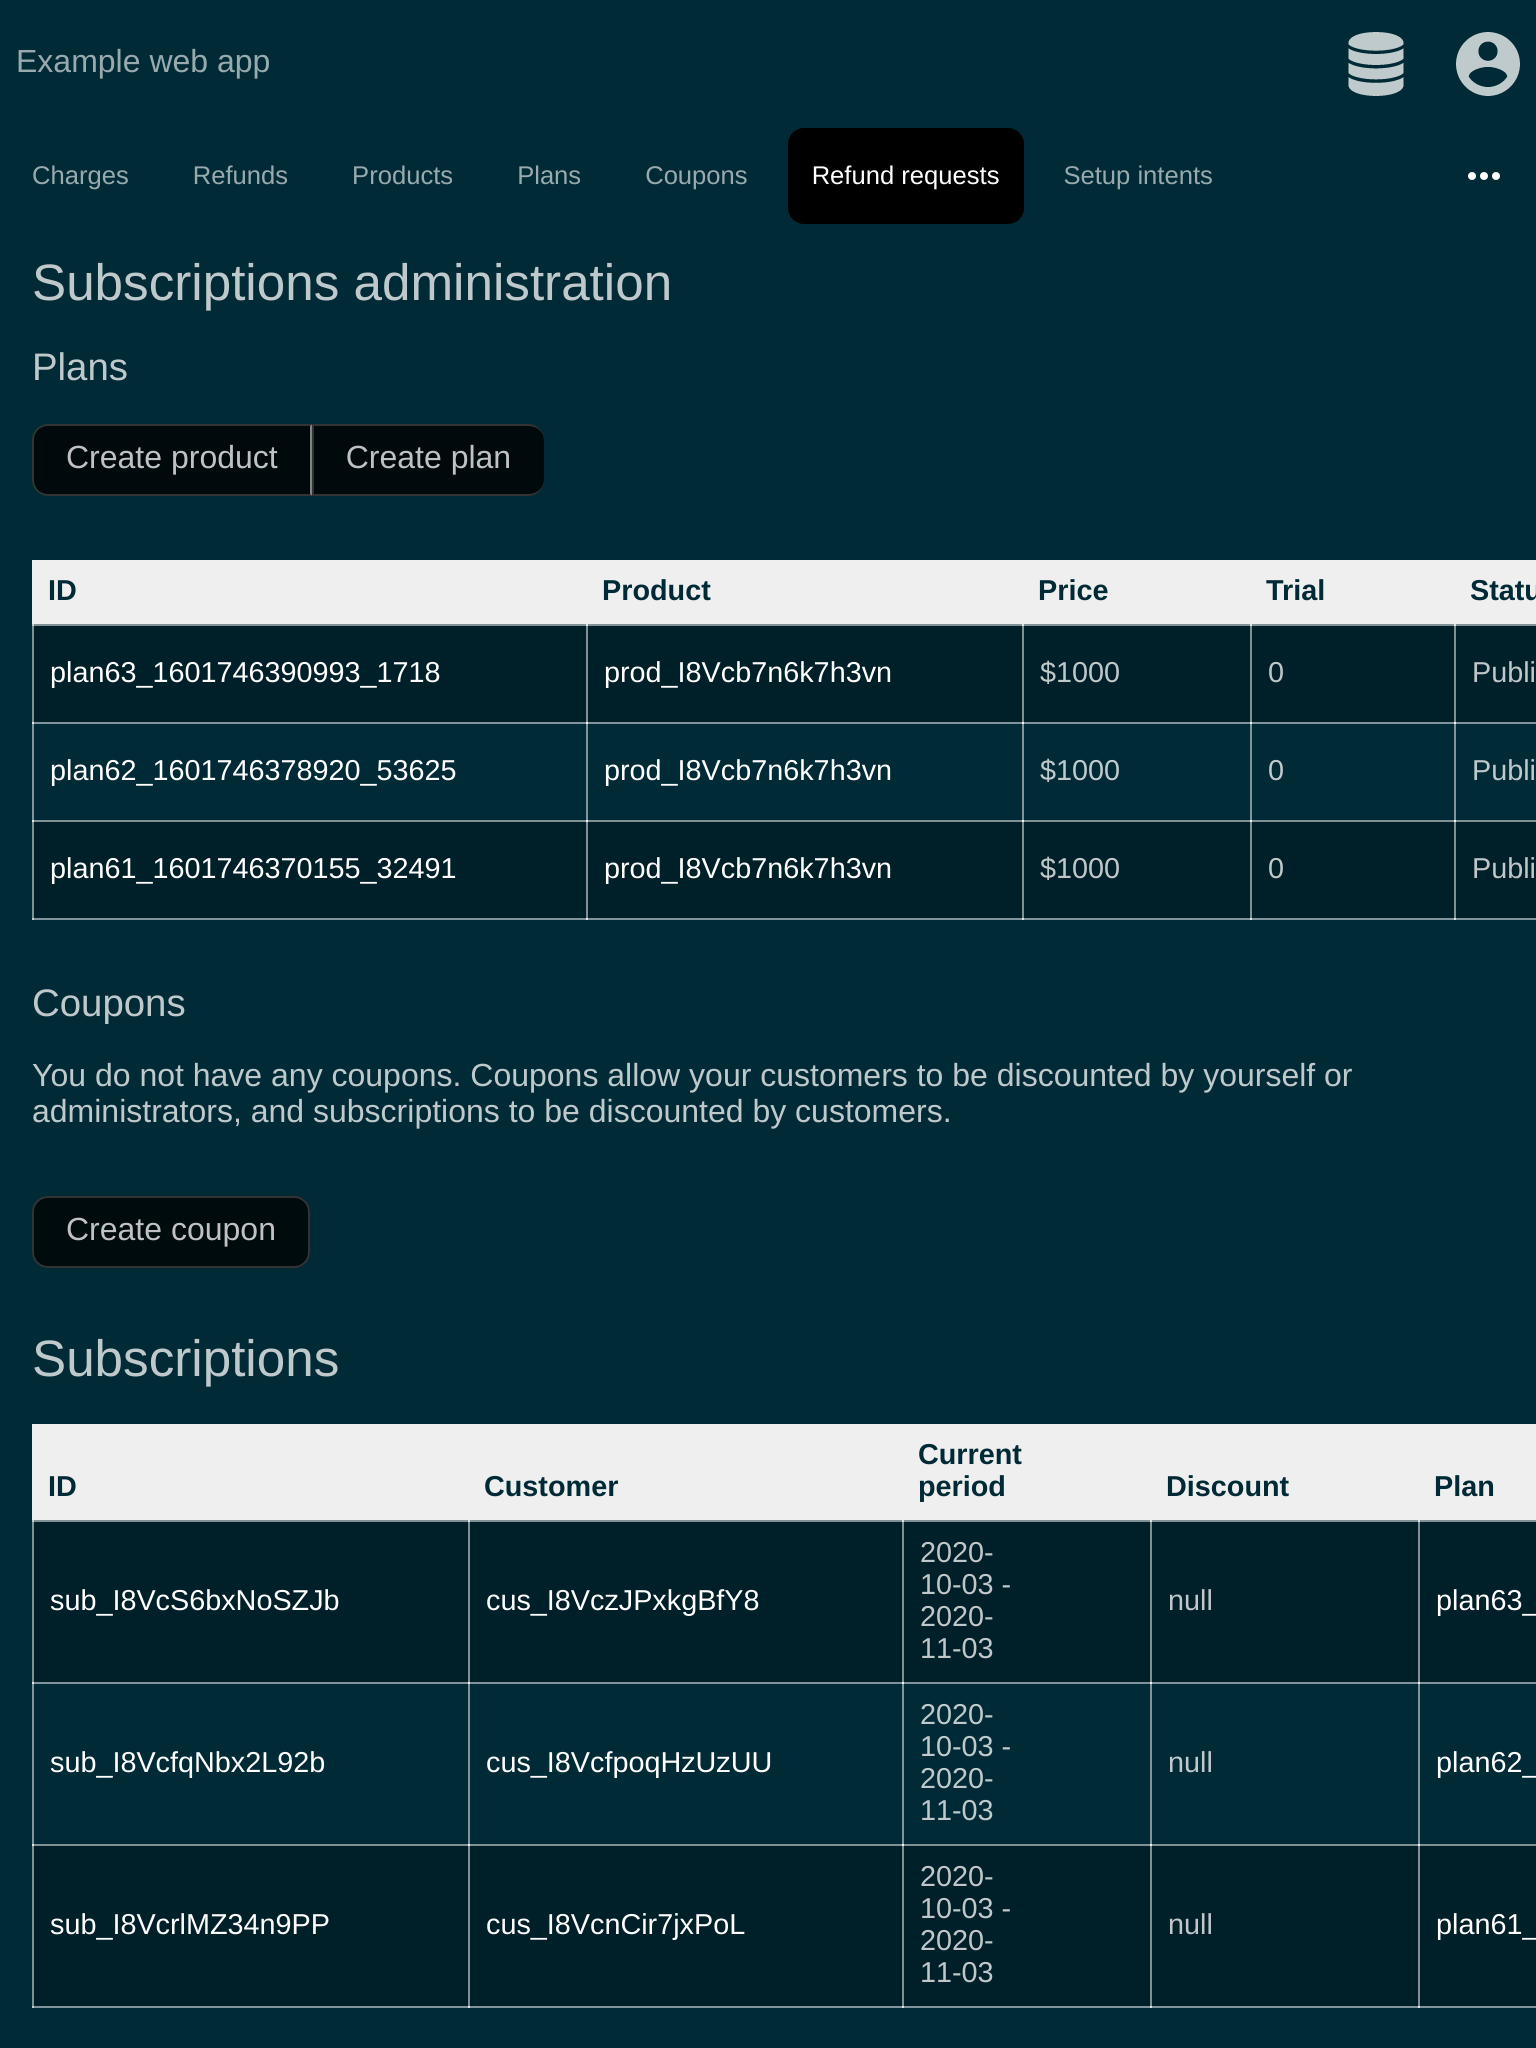 Example web app
Charges Refunds Products Plans Coupons Refund requests Setup intents
Subscriptions administration
Plans
Create product Create plan
ID Product Price Trial Statu
plan63_1601746390993_1718 prod_I8Vcb7n6k7h3vn $1000 0 Publi
plan62_1601746378920_53625 prod_I8Vcb7n6k7h3vn $1000 0 Publi
plan61_1601746370155_32491 prod_I8Vcb7n6k7h3vn $1000 0 Publi
Coupons
You do not have any coupons. Coupons allow your customers to be discounted by yourself or
administrators, and subscriptions to be discounted by customers.
Create coupon
Subscriptions
Current
ID Customer period Discount Plan
2020-
10-03 -
sub_I8VcS6bxNoSZJb cus_I8VczJPxkgBfY8 null plan63_
2020-
11-03
2020-
10-03 -
sub_I8VcfqNbx2L92b cus_I8VcfpoqHzUzUU null plan62_
2020-
11-03
2020-
10-03 -
sub_I8VcrlMZ34n9PP cus_I8VcnCir7jxPoL null plan61_
2020-
11-03